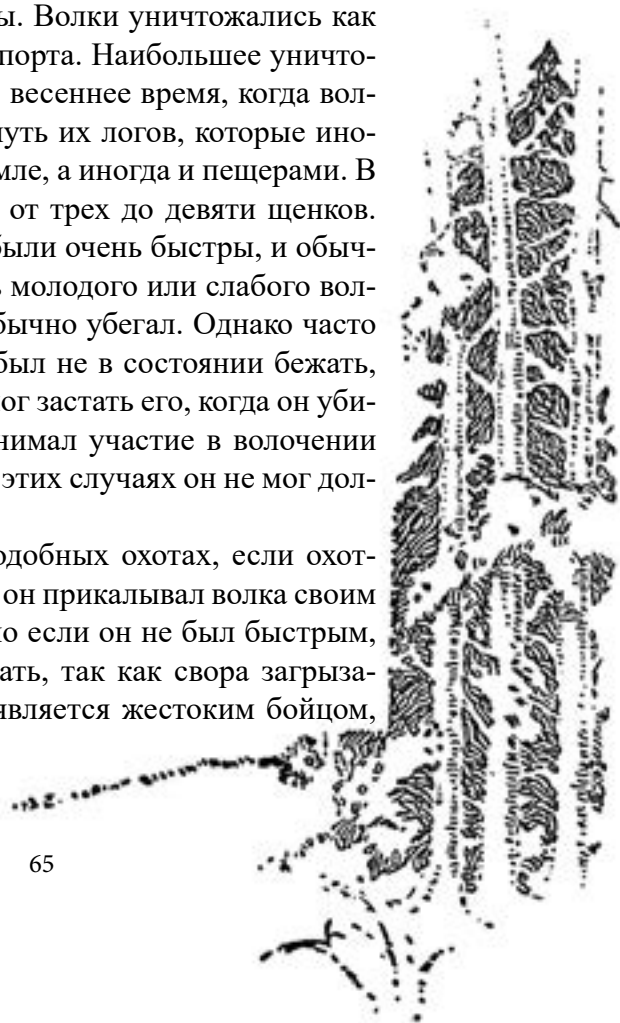 ы. Волки уничтожались как
порта. Наибольшее уничто-
весеннее время, когда вол-
нуть их логов, которые ино-
мле, а иногда и пещерами. В
от трех до девяти щенков.
были очень быстры, и обыч-
ь молодого или слабого вол-
бычно убегал. Однако часто
был не в состоянии бежать,
ог застать его, когда он уби-
нимал участие в волочении
этих случаях он не мог дол-
одобных охотах, если охот-
он прикалывал волка своим
но если он не был быстрым,
ать, так как свора загрыза-
является жестоким бойцом,
65